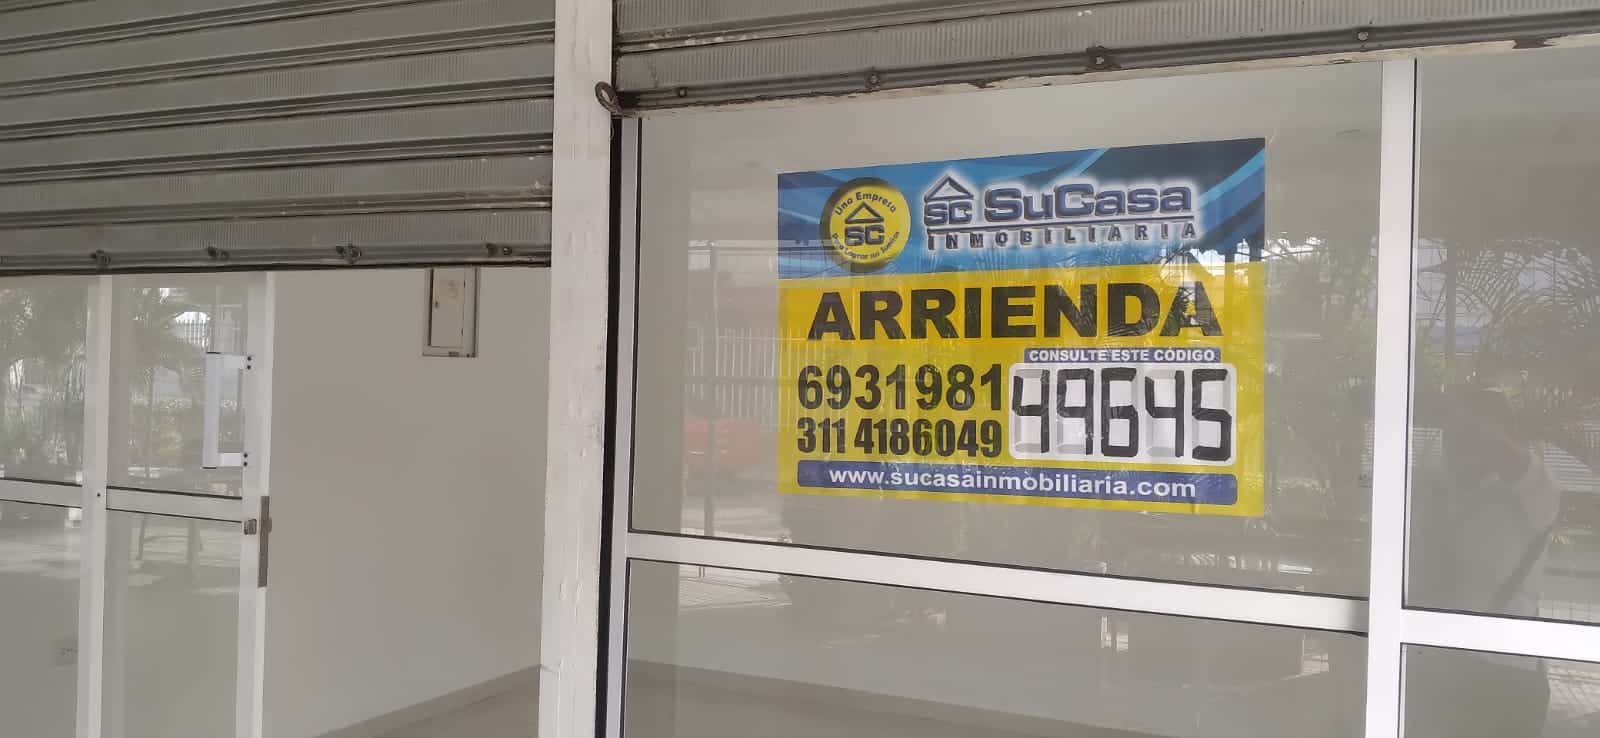 Una Empresa
SC
SC SuCasa
INMOBILIARIA
ARRIENDA
CONSULTE ESTE CÓDIGO
6931981
49645
311 4186049
www.sucasainmobiliaria.com